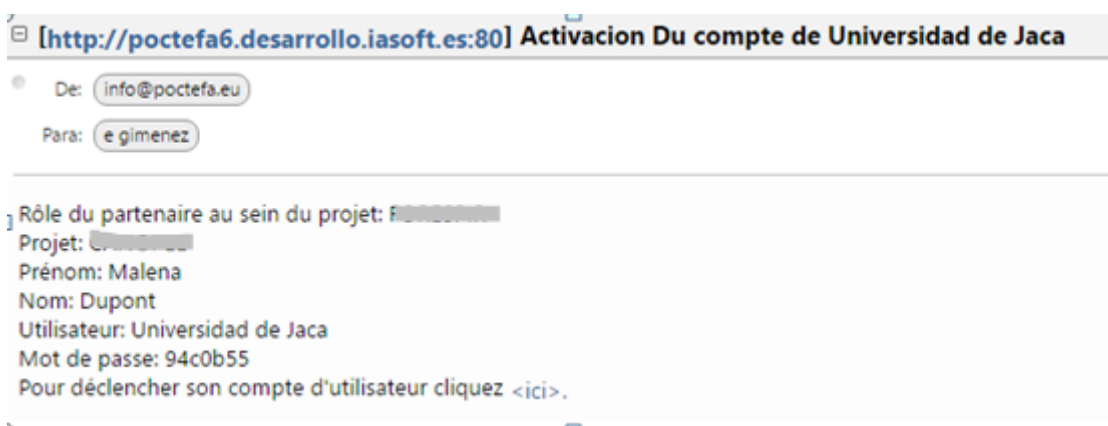 [http://poctefa6.desarrollo.iasoft.es:80] Activacion Du compte de Universidad de Jaca
De: info@poctefa.eu
Para: e gimenez
Rôle du partenaire au sein du projet:
Projet:
Prénom: Malena
Nom: Dupont
Utilisateur: Universidad de Jaca
Mot de passe: 94c0b55
Pour déclencher son compte d'utilisateur cliquez <ici>.